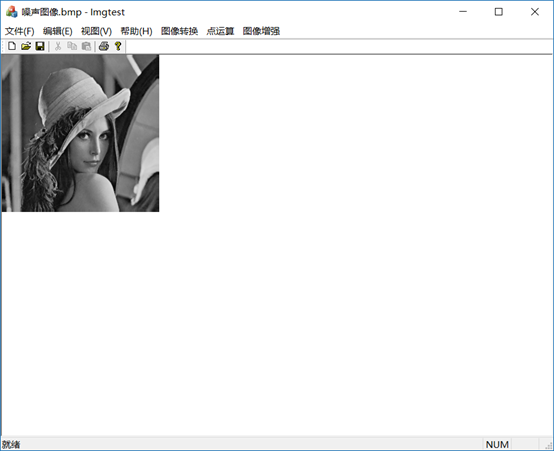 噪声图像.bmp - Imgtest
文件(F) 编辑(E) 视图(V) 帮助(H) 图像转换 点运算 图像增强
就绪 NUM